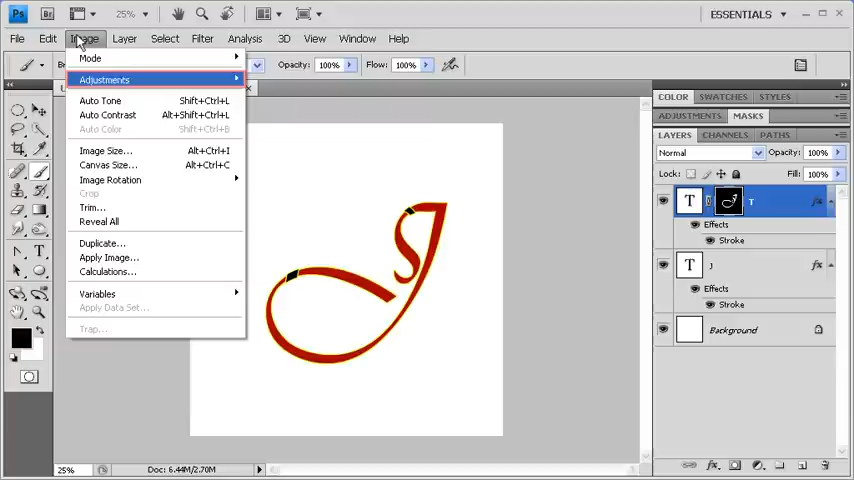 Ps Br 25% ESSENTIALS
File Edit Image Layer Select Filter Analysis 3D View Window Help
Opacity: 100% Flow: 100%
Mode
Adjustments
Auto Tone Shift+Ctrl+L
Auto Contrast Alt+Shift+Ctrl+L
Auto Color Shift+Ctrl+B
Image Size... Alt+Ctrl+I
Canvas Size... Alt+Ctrl+C
Image Rotation
Crop
Trim...
Reveal All
Duplicate...
Apply Image...
Calculations...
Variables
Apply Data Set...
Trap...
COLOR SWATCHES STYLES
ADJUSTMENTS MASKS
LAYERS CHANNELS PATHS
Normal Opacity: 100%
Lock: Fill: 100%
T T fx
Effects
Stroke
T J fx
Effects
Stroke
Background
25% Doc: 6.44M/2.70M